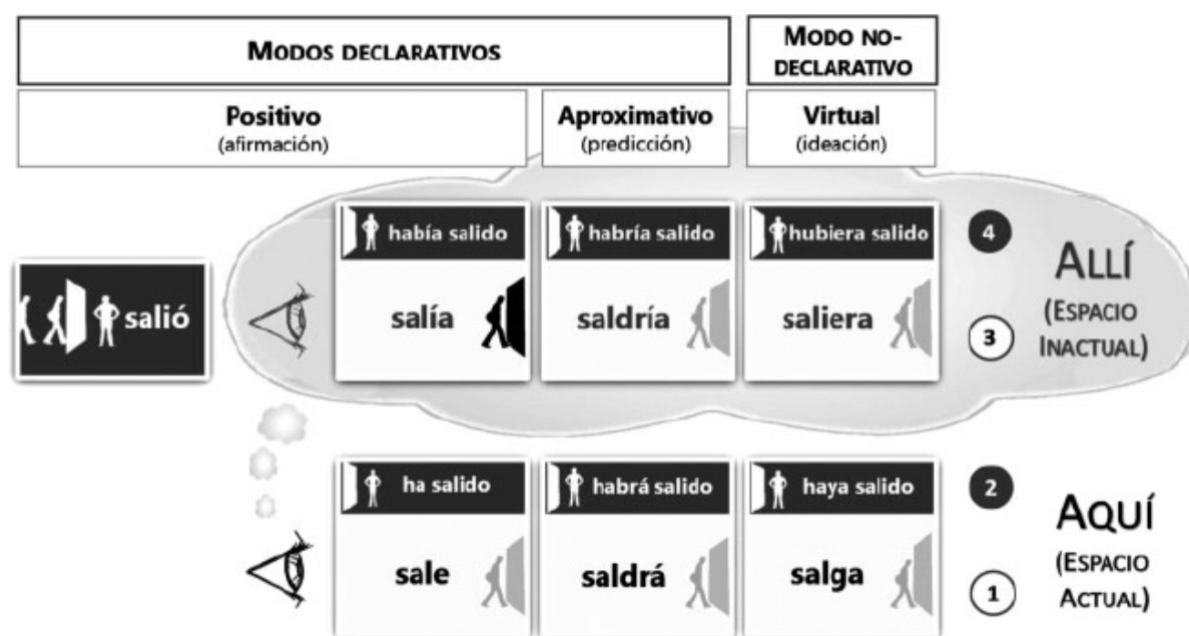 MODOS DECLARATIVOS
MODO NO-
DECLARATIVO
Positivo
(afirmación)
Aproximativo
(predicción)
Virtual
(ideación)
había salido
habría salido
hubiera salido
4
ALLÍ
(ESPACIO
INACTUAL)
salió
salía
saldría
saliera
3
ha salido
habrá salido
haya salido
2
AQUÍ
(ESPACIO
ACTUAL)
sale
saldrá
salga
1